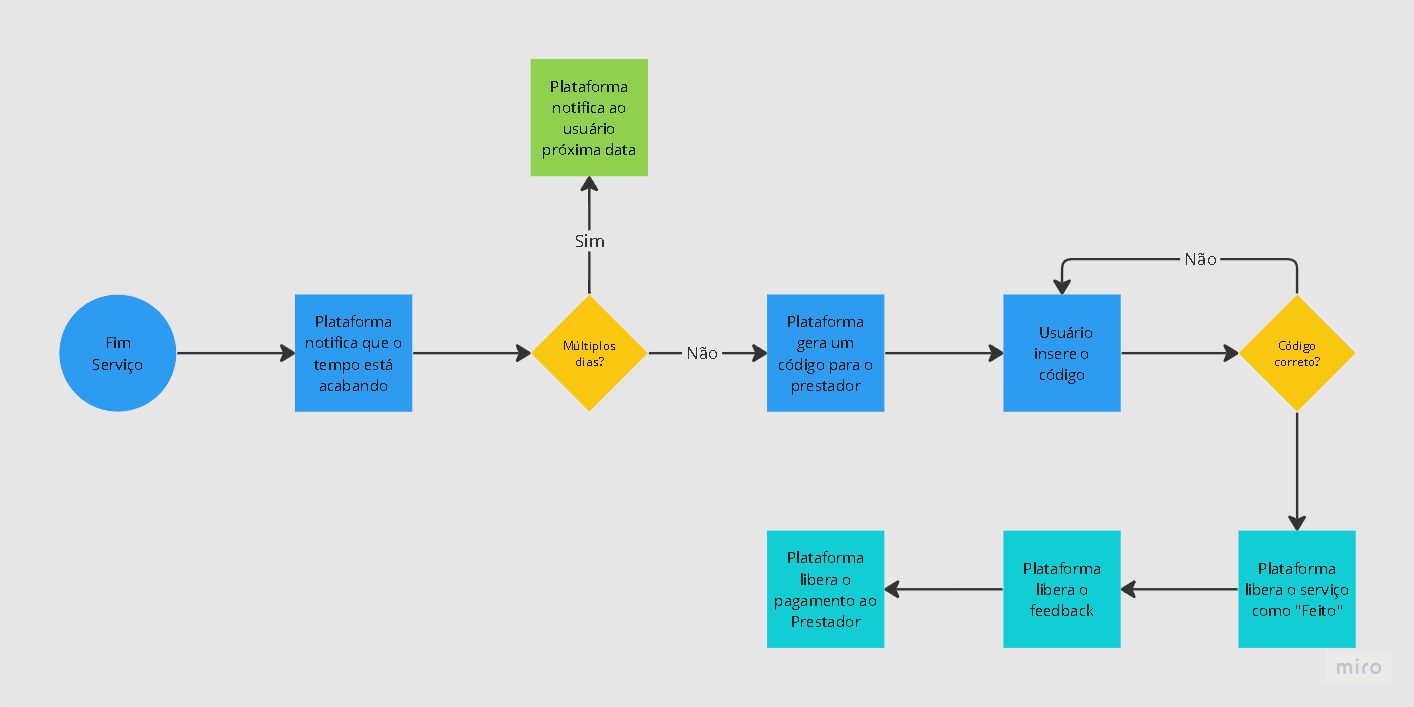 Plataforma
notifica ao
usuário
próxima data
Sim
Não
Fim
Serviço
Plataforma
notifica que o
tempo está
acabando
Múltiplos
dias?
Não
Plataforma
gera um
código para o
prestador
Usuário
insere o
código
Código
correto?
Plataforma
libera o
pagamento ao
Prestador
Plataforma
libera o
feedback
Plataforma
libera o serviço
como "Feito"
miro